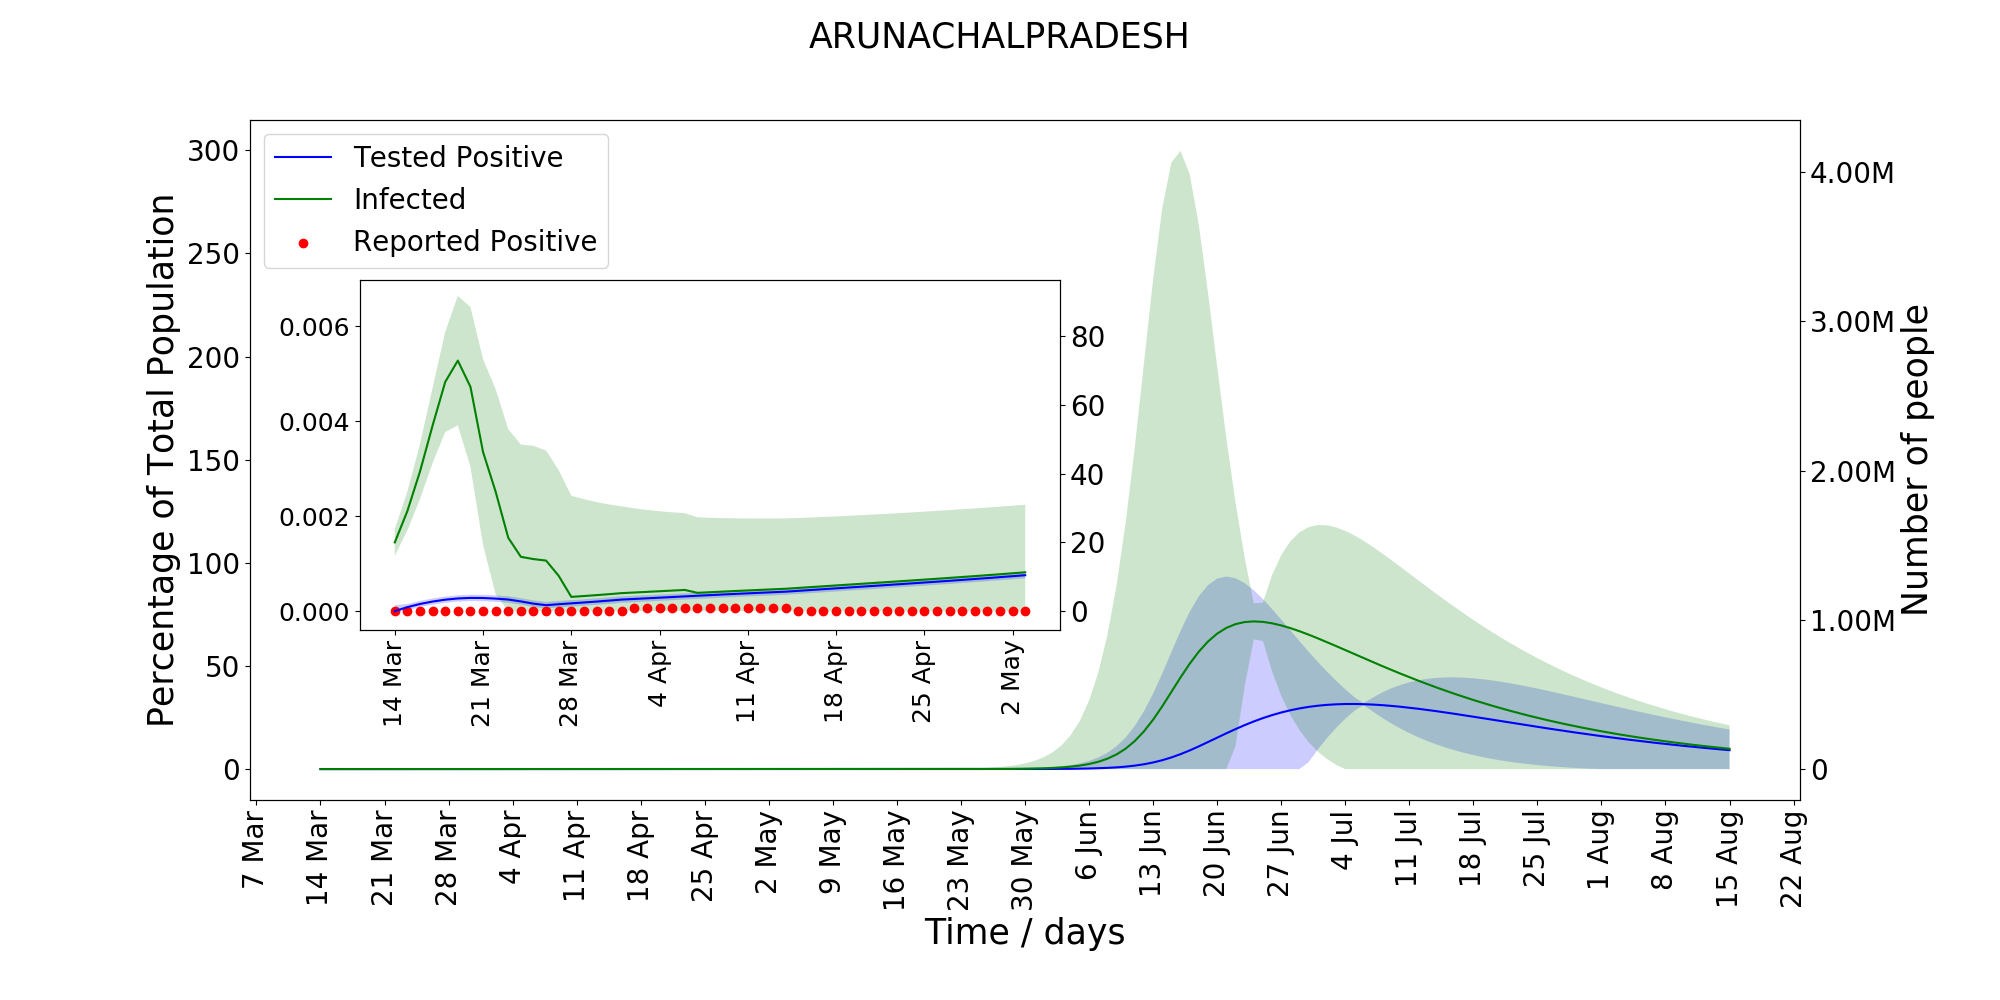 ARUNACHALPRADESH
Tested Positive
Infected
Reported Positive
Percentage of Total Population
300
250
200
150
100
50
0
4.00M
3.00M
2.00M
1.00M
0
Number of people
0.006
0.004
0.002
0.000
80
60
40
20
0
14 Mar
21 Mar
28 Mar
4 Apr
11 Apr
18 Apr
25 Apr
2 May
7 Mar
14 Mar
21 Mar
28 Mar
4 Apr
11 Apr
18 Apr
25 Apr
2 May
9 May
16 May
23 May
30 May
6 Jun
13 Jun
20 Jun
27 Jun
4 Jul
11 Jul
18 Jul
25 Jul
1 Aug
8 Aug
15 Aug
22 Aug
Time / days